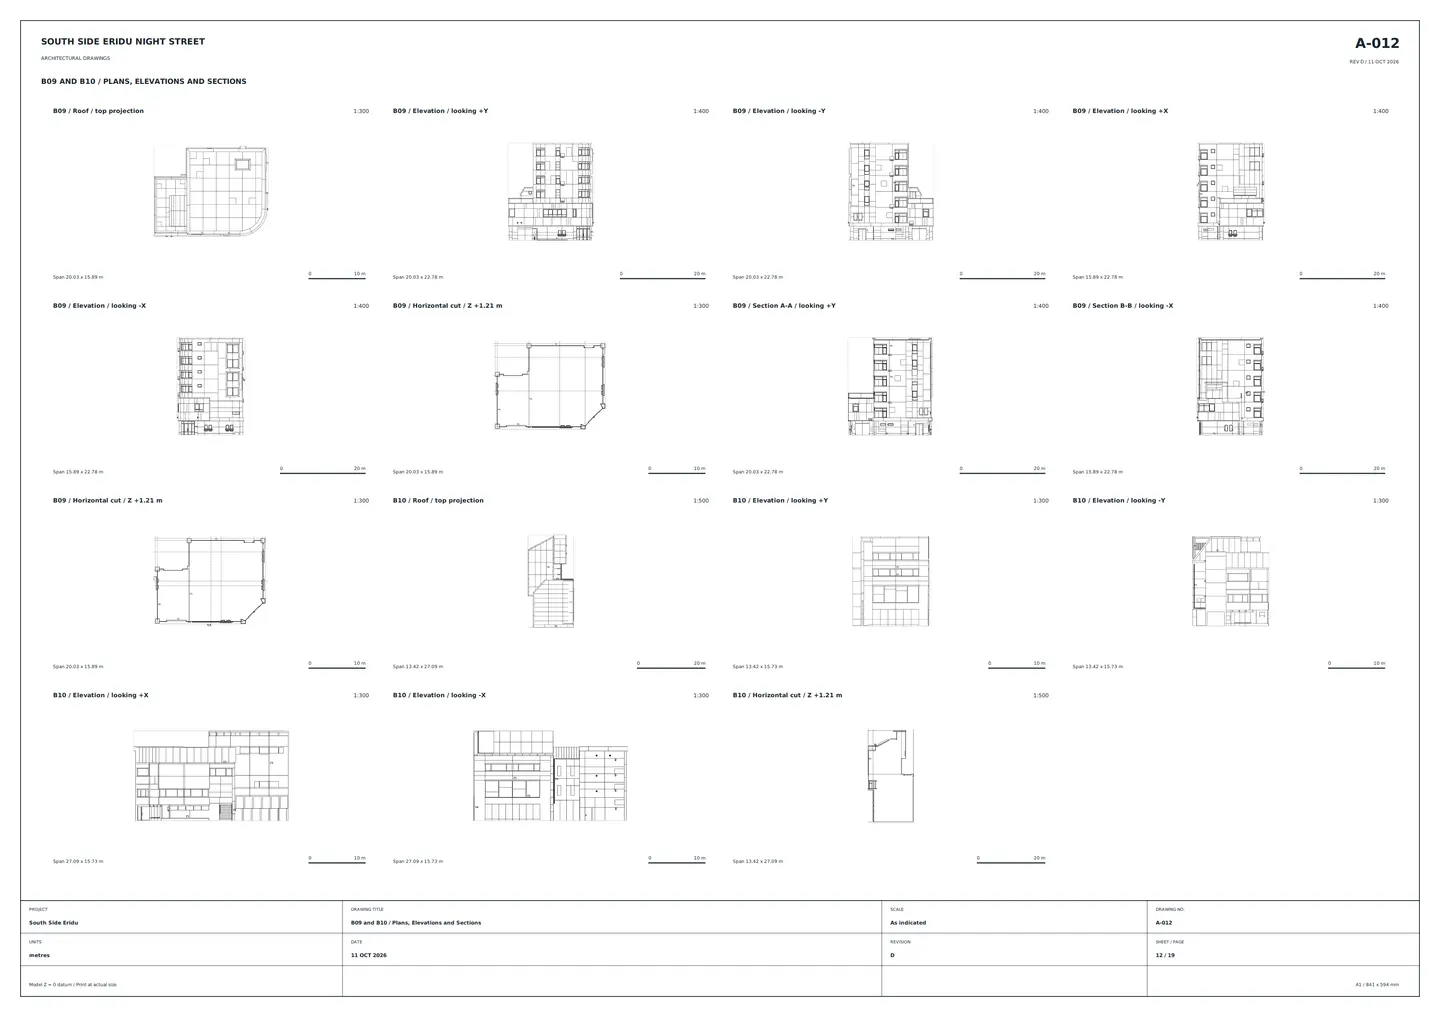 SOUTH SIDE ERIDU NIGHT STREET
A-012
ARCHITECTURAL DRAWINGS
REV D / 11 OCT 2026
B09 AND B10 / PLANS, ELEVATIONS AND SECTIONS
B09 / Roof / top projection 1:300
B09 / Elevation / looking +Y 1:400
B09 / Elevation / looking -Y 1:400
B09 / Elevation / looking +X 1:400
0 10 m
0 20 m
0 20 m
0 20 m
Span 20.03 x 15.89 m
Span 20.03 x 22.78 m
Span 20.03 x 22.78 m
Span 15.89 x 22.78 m
B09 / Elevation / looking -X 1:400
B09 / Horizontal cut / Z +1.21 m 1:300
B09 / Section A-A / looking +Y 1:400
B09 / Section B-B / looking -X 1:400
0 20 m
0 10 m
0 20 m
0 20 m
Span 15.89 x 22.78 m
Span 20.03 x 15.89 m
Span 20.03 x 22.78 m
Span 15.89 x 22.78 m
B09 / Horizontal cut / Z +1.21 m 1:300
B10 / Roof / top projection 1:500
B10 / Elevation / looking +Y 1:300
B10 / Elevation / looking -Y 1:300
0 10 m
0 20 m
0 10 m
0 10 m
Span 20.03 x 15.89 m
Span 13.42 x 27.09 m
Span 13.42 x 15.73 m
Span 13.42 x 15.73 m
B10 / Elevation / looking +X 1:300
B10 / Elevation / looking -X 1:300
B10 / Horizontal cut / Z +1.21 m 1:500
0 10 m
0 10 m
0 20 m
Span 27.09 x 15.73 m
Span 27.09 x 15.73 m
Span 13.42 x 27.09 m
PROJECT
South Side Eridu
DRAWING TITLE
B09 and B10 / Plans, Elevations and Sections
SCALE
As indicated
DRAWING NO.
A-012
UNITS
metres
DATE
11 OCT 2026
REVISION
D
SHEET / PAGE
12 / 19
Model Z = 0 datum / Print at actual size
A1 / 841 x 594 mm